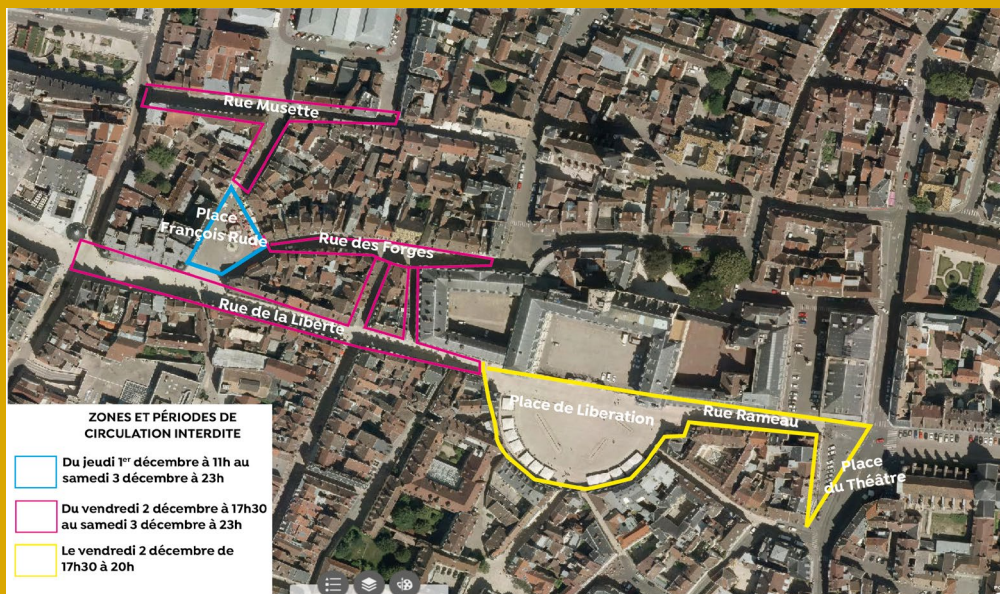 Rue Musette
Place
François Rude
Rue des Forges
Rue de la Liberté
Place de Liberation
Rue Rameau
Place
du Théâtre
ZONES ET PÉRIODES DE
CIRCULATION INTERDITE
Du jeudi 1er décembre à 11h au
samedi 3 décembre à 23h
Du vendredi 2 décembre à 17h30
au samedi 3 décembre à 23h
Le vendredi 2 décembre de
17h30 à 20h